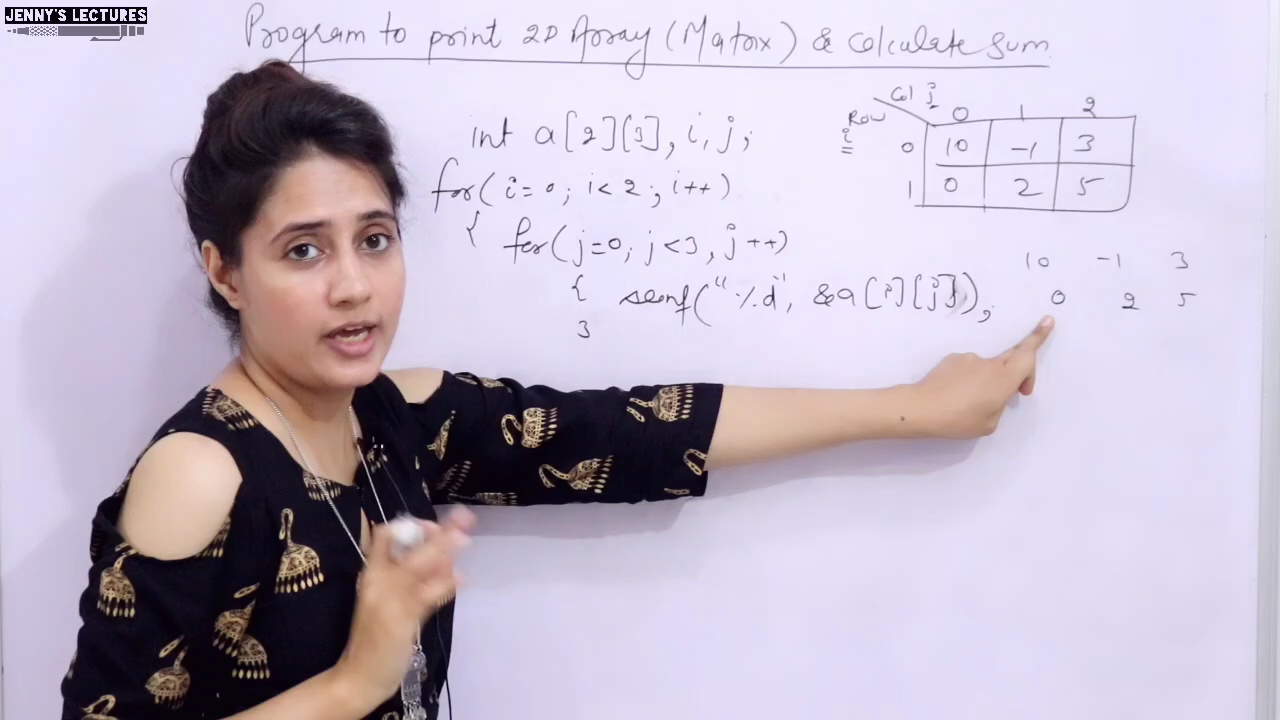 JENNY'S LECTURES
Program to print 2D Array (Matrix) & Calculate Sum
int a[2][3], i, j;
for( i=0; i<2; i++)
{ for(j=0; j<3, j++)
{ scanf("%d", &a[i][j]),
3
Col j
Row
i
0 1 2
0 10 -1 3
1 0 2 5
10 -1 3
0 2 5